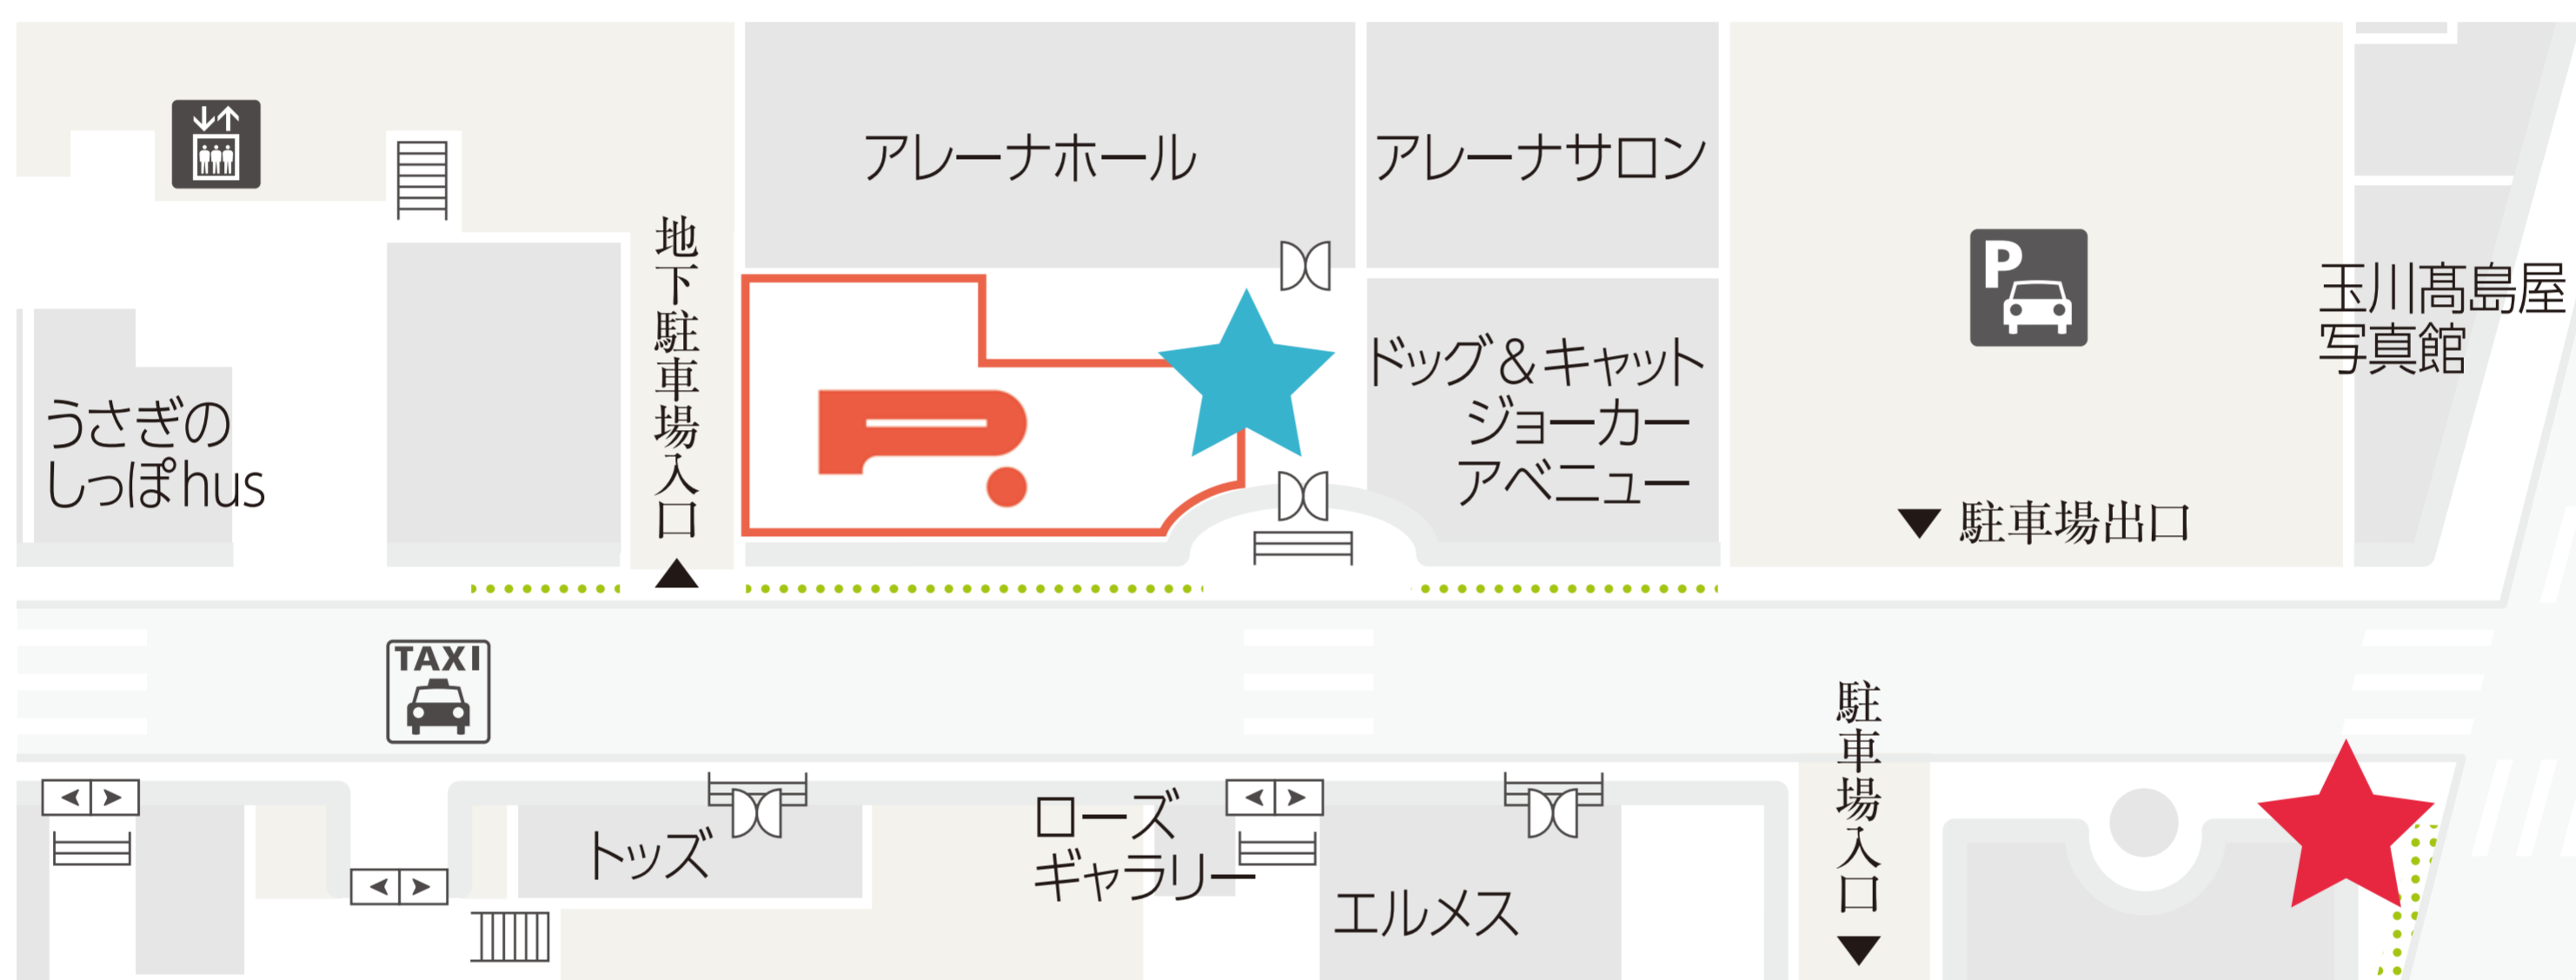 アレーナホール
アレーナサロン
P
地下駐車場入口
玉川髙島屋
写真館
ドッグ&キャット
ジョーカー
アベニュー
うさぎの
しっぽhus
駐車場出口
TAXI
駐車場入口
トッズ
ローズ
ギャラリー
エルメス